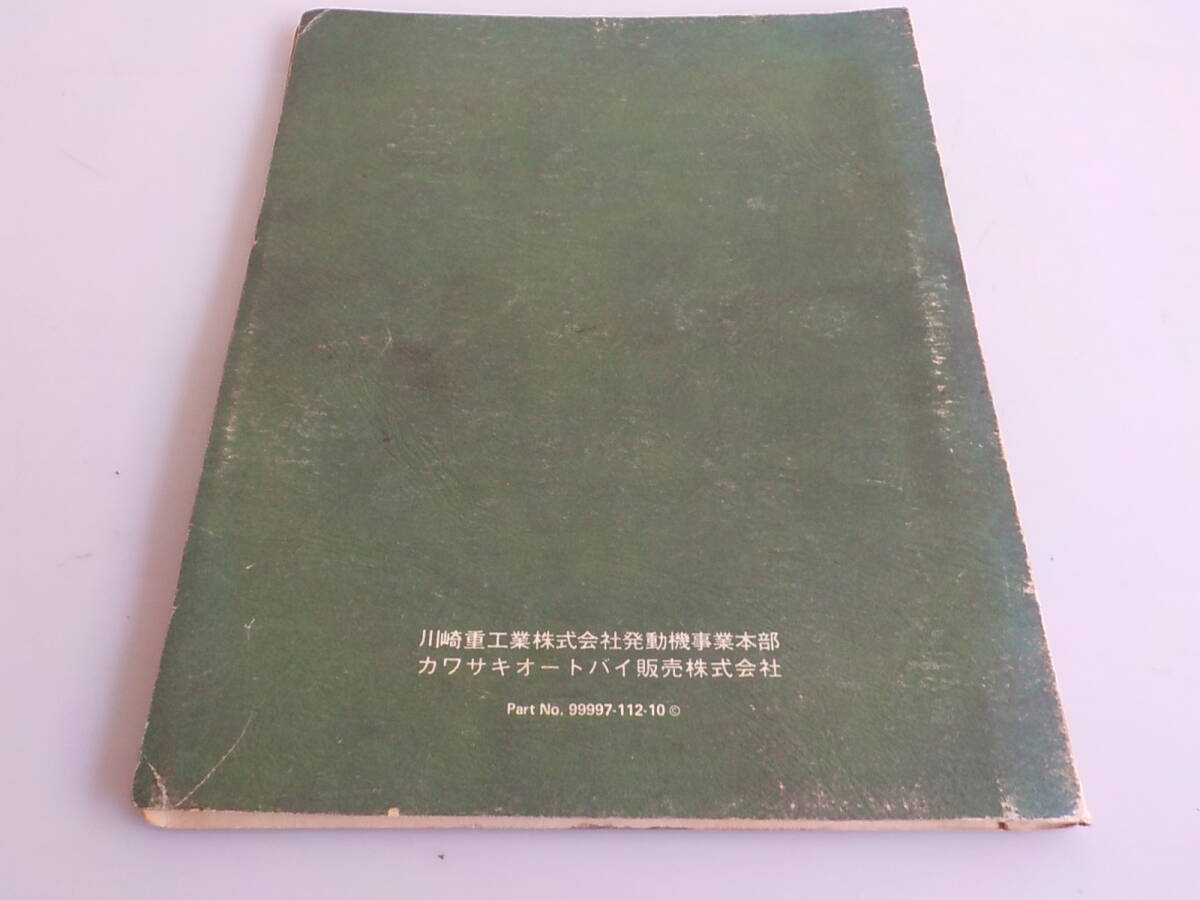 川崎重工業株式会社発動機事業本部
カワサキオートバイ販売株式会社
Part No. 99997-112-10 ©